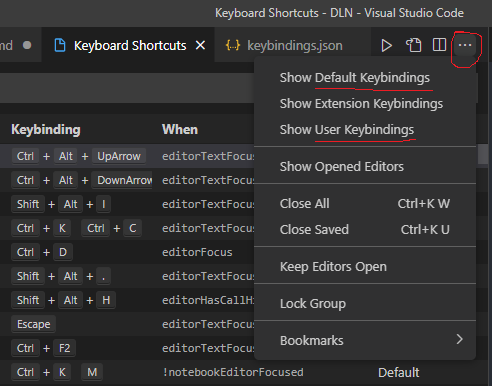 Keyboard Shortcuts - DLN - Visual Studio Code
md
Keyboard Shortcuts
keybindings.json
Show Default Keybindings
Show Extension Keybindings
Show User Keybindings
Show Opened Editors
Close All Ctrl+K W
Close Saved Ctrl+K U
Keep Editors Open
Lock Group
Bookmarks
Keybinding When
Ctrl + Alt + UpArrow editorTextFocus
Ctrl + Alt + DownArrow editorTextFocus
Shift + Alt + I editorTextFocus
Ctrl + K Ctrl + C editorTextFocus
Ctrl + D editorFocus
Shift + Alt + . editorTextFocus
Shift + Alt + H editorHasCallHi
Escape editorTextFocus
Ctrl + F2 editorTextFocus
Ctrl + K M !notebookEditorFocused Default